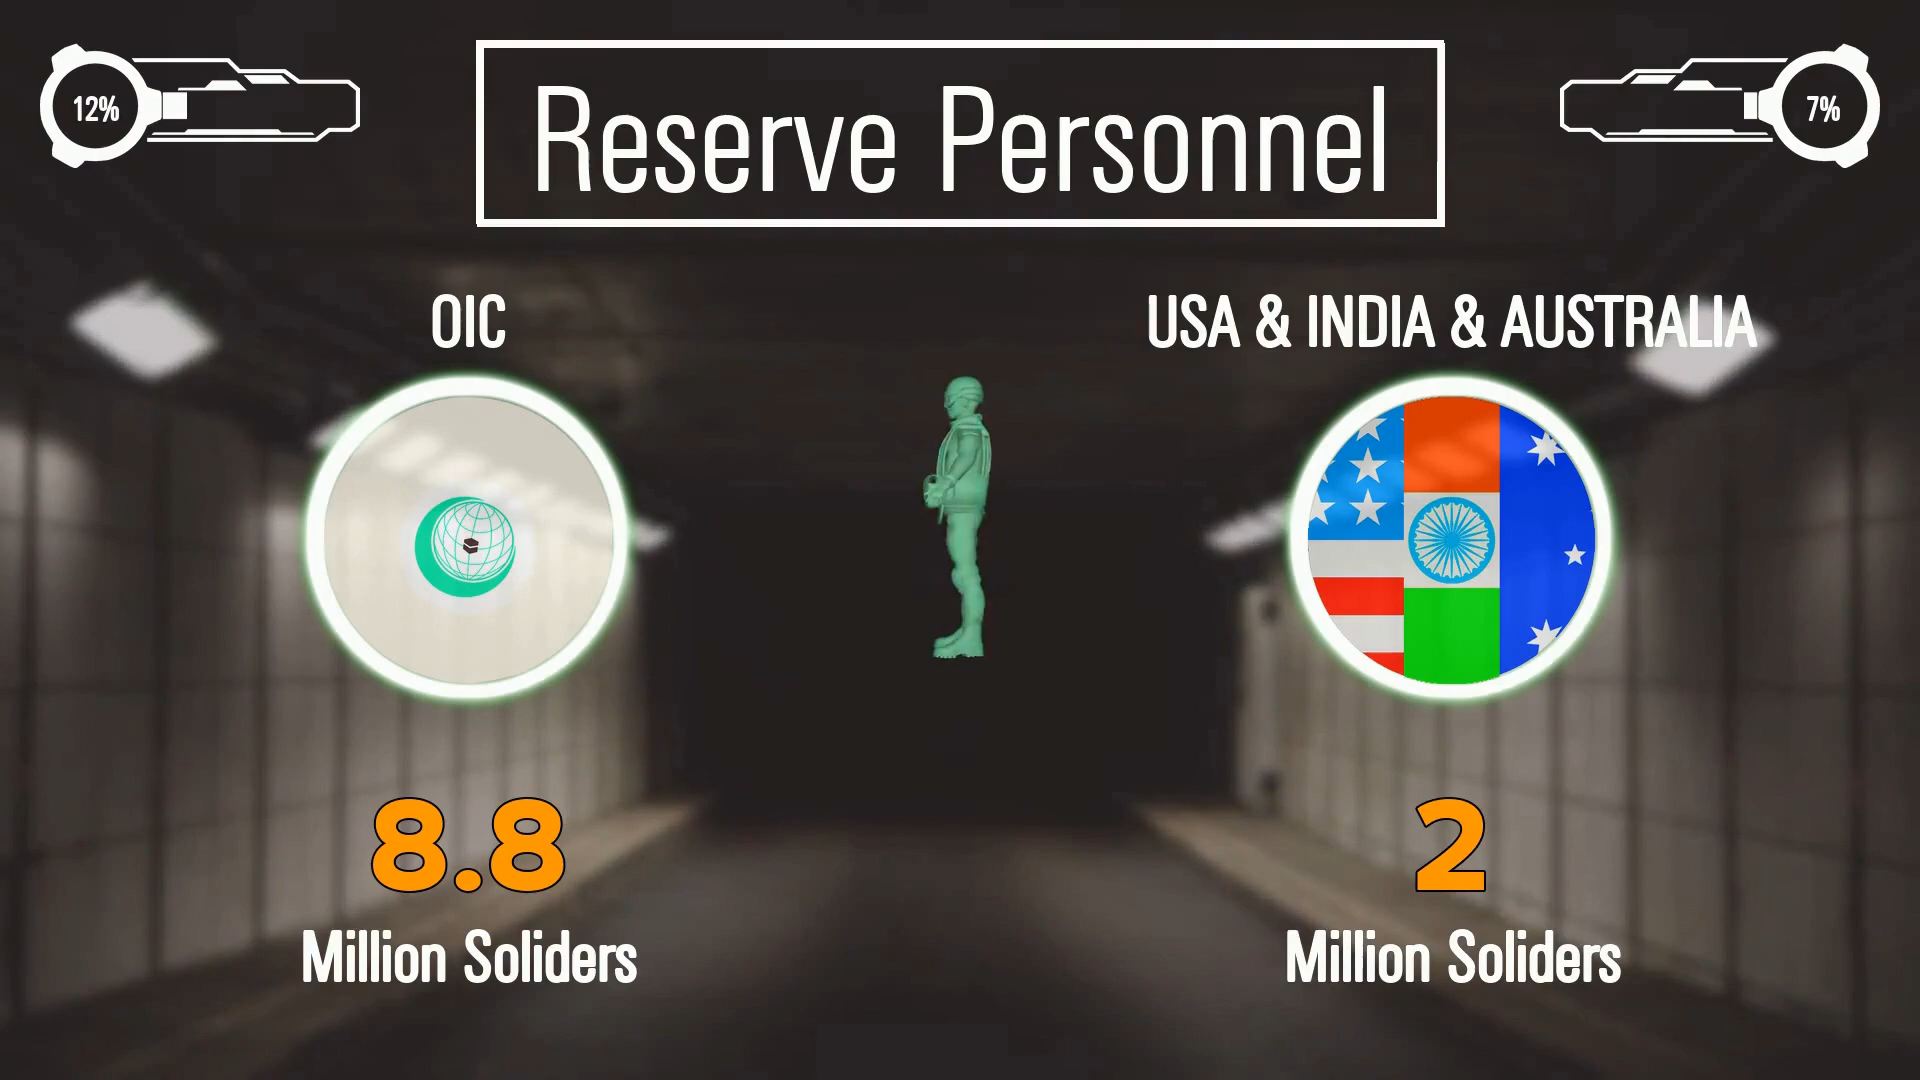 12%
Reserve Personnel
7%
OIC
USA & INDIA & AUSTRALIA
8.8
Million Soliders
2
Million Soliders